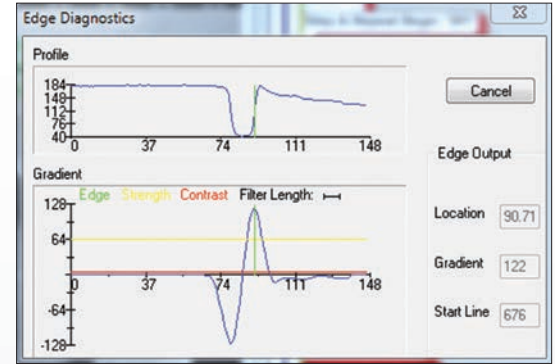 Edge Diagnostics
Profile
184
148
112
76
40
0 37 74 111 148
Cancel
Gradient
Edge Strength Contrast Filter Length:
128
64
-64
-128
0 37 74 111 148
Edge Output
Location 90.71
Gradient 122
Start Line 676